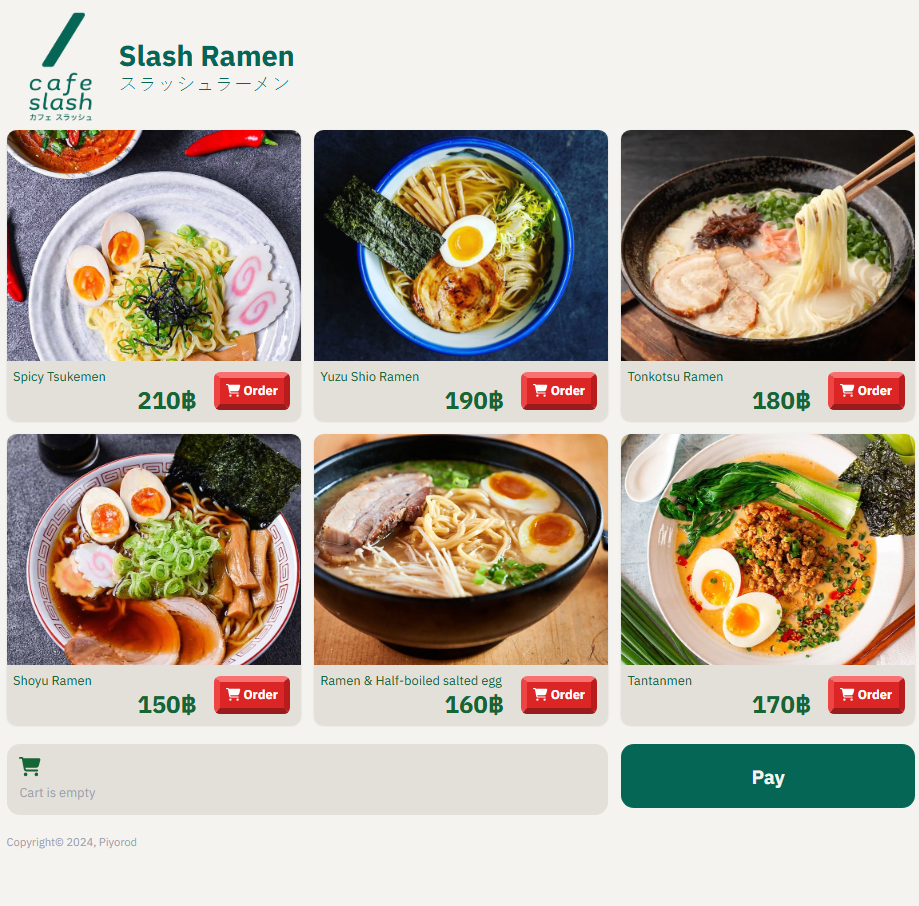 cafe
slash
カフェ スラッシュ
Slash Ramen
スラッシュラーメン
Spicy Tsukemen
210฿
Order
Yuzu Shio Ramen
190฿
Order
Tonkotsu Ramen
180฿
Order
Shoyu Ramen
150฿
Order
Ramen & Half-boiled salted egg
160฿
Order
Tantanmen
170฿
Order
Cart is empty
Pay
Copyright© 2024, Piyorod